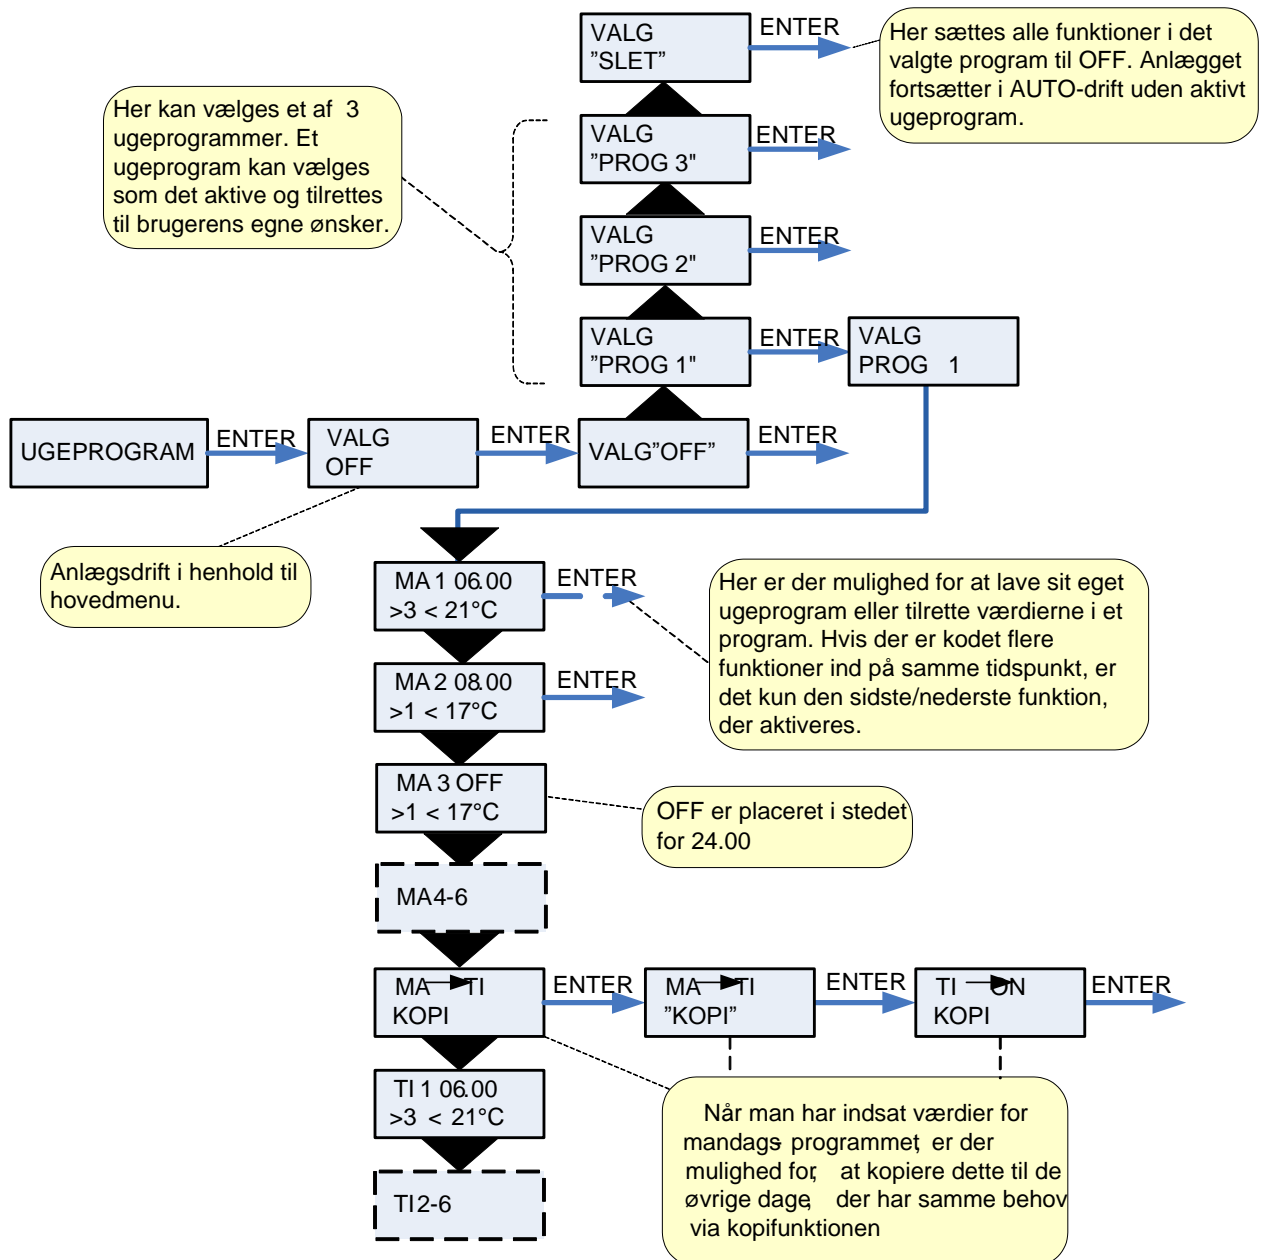 VALG
"SLET"
ENTER
Her sættes alle funktioner i det
valgte program til OFF. Anlægget
fortsætter i AUTO-drift uden aktivt
ugeprogram.
Her kan vælges et af 3
ugeprogrammer. Et
ugeprogram kan vælges
som det aktive og tilrettes
til brugerens egne ønsker.
VALG
"PROG 3"
ENTER
VALG
"PROG 2"
ENTER
VALG
"PROG 1"
ENTER
VALG
PROG 1
UGEPROGRAM
ENTER
VALG
OFF
ENTER
VALG"OFF"
ENTER
Anlægsdrift i henhold til
hovedmenu.
MA 1 06.00
>3 < 21°C
ENTER
Her er der mulighed for at lave sit eget
ugeprogram eller tilrette værdierne i et
program. Hvis der er kodet flere
funktioner ind på samme tidspunkt, er
det kun den sidste/nederste funktion,
der aktiveres.
MA 2 08.00
>1 < 17°C
ENTER
MA 3 OFF
>1 < 17°C
OFF er placeret i stedet
for 24.00
MA4-6
MA TI
KOPI
ENTER
MA TI
"KOPI"
ENTER
TI ON
KOPI
ENTER
TI 1 06.00
>3 < 21°C
Når man har indsat værdier for
mandags- programmet, er der
mulighed for, at kopiere dette til de
øvrige dage, der har samme behov
via kopifunktionen
TI2-6